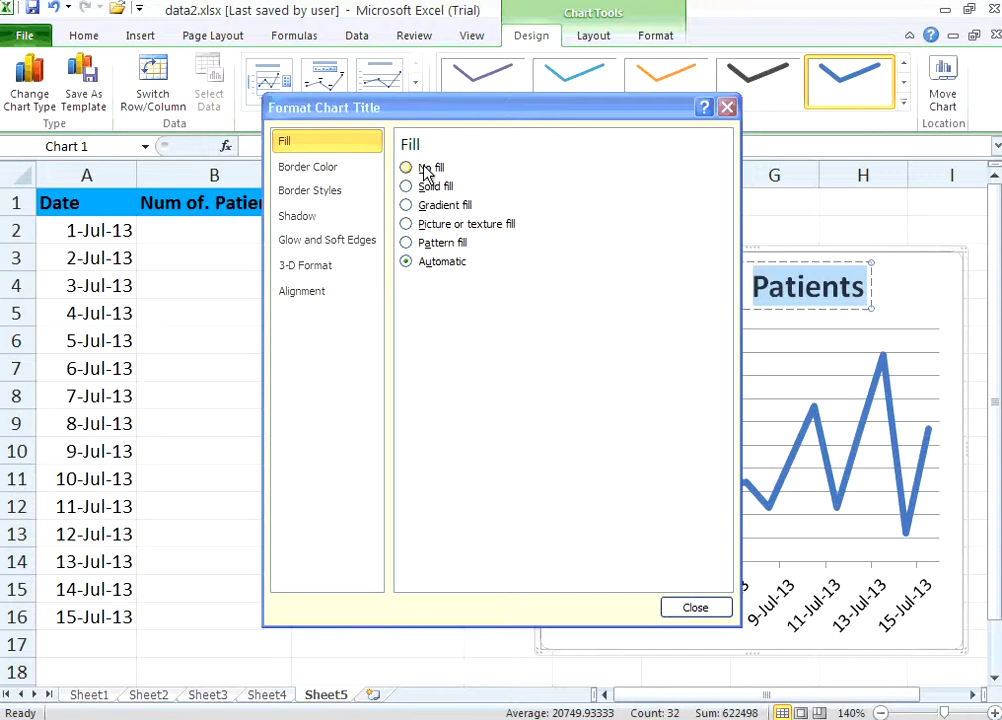 data2.xlsx [Last saved by user] - Microsoft Excel (Trial)
Chart Tools
File Home Insert Page Layout Formulas Data Review View Design Layout Format
Change Chart Type
Save As Template
Switch Row/Column
Select Data
Move Chart
Type Data Location
Chart 1 fx
Format Chart Title
Fill
Border Color
Border Styles
Shadow
Glow and Soft Edges
3-D Format
Alignment
Fill
No fill
Solid fill
Gradient fill
Picture or texture fill
Pattern fill
Automatic
Close
A B G H I
1 Date Num of. Patie
2 1-Jul-13
3 2-Jul-13
4 3-Jul-13
5 4-Jul-13
6 5-Jul-13
7 6-Jul-13
8 7-Jul-13
9 8-Jul-13
10 9-Jul-13
11 10-Jul-13
12 11-Jul-13
13 12-Jul-13
14 13-Jul-13
15 14-Jul-13
16 15-Jul-13
17
18
Patients
9-Jul-13 11-Jul-13 13-Jul-13 15-Jul-13
Sheet1 Sheet2 Sheet3 Sheet4 Sheet5
Ready Average: 20749.93333 Count: 32 Sum: 622498 140%